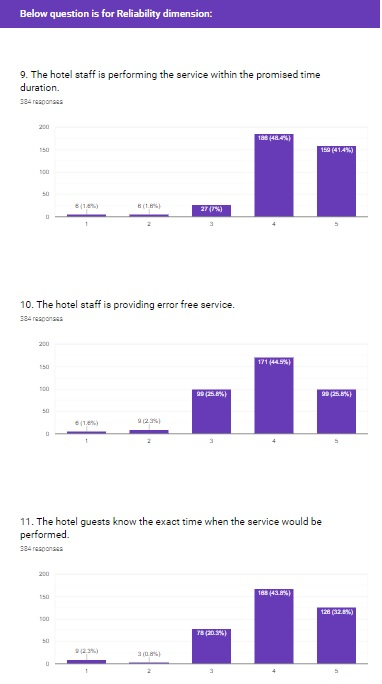 Below question is for Reliability dimension:
9. The hotel staff is performing the service within the promised time
duration.
384 responses
200
150
100
50
0
6 (1.6%)
6 (1.6%)
27 (7%)
186 (48.4%)
159 (41.4%)
1 2 3 4 5
10. The hotel staff is providing error free service.
384 responses
200
150
100
50
0
6 (1.6%)
9 (2.3%)
99 (25.8%)
171 (44.5%)
99 (25.8%)
1 2 3 4 5
11. The hotel guests know the exact time when the service would be
performed.
384 responses
200
150
100
50
0
9 (2.3%)
3 (0.8%)
78 (20.3%)
168 (43.8%)
126 (32.8%)
1 2 3 4 5